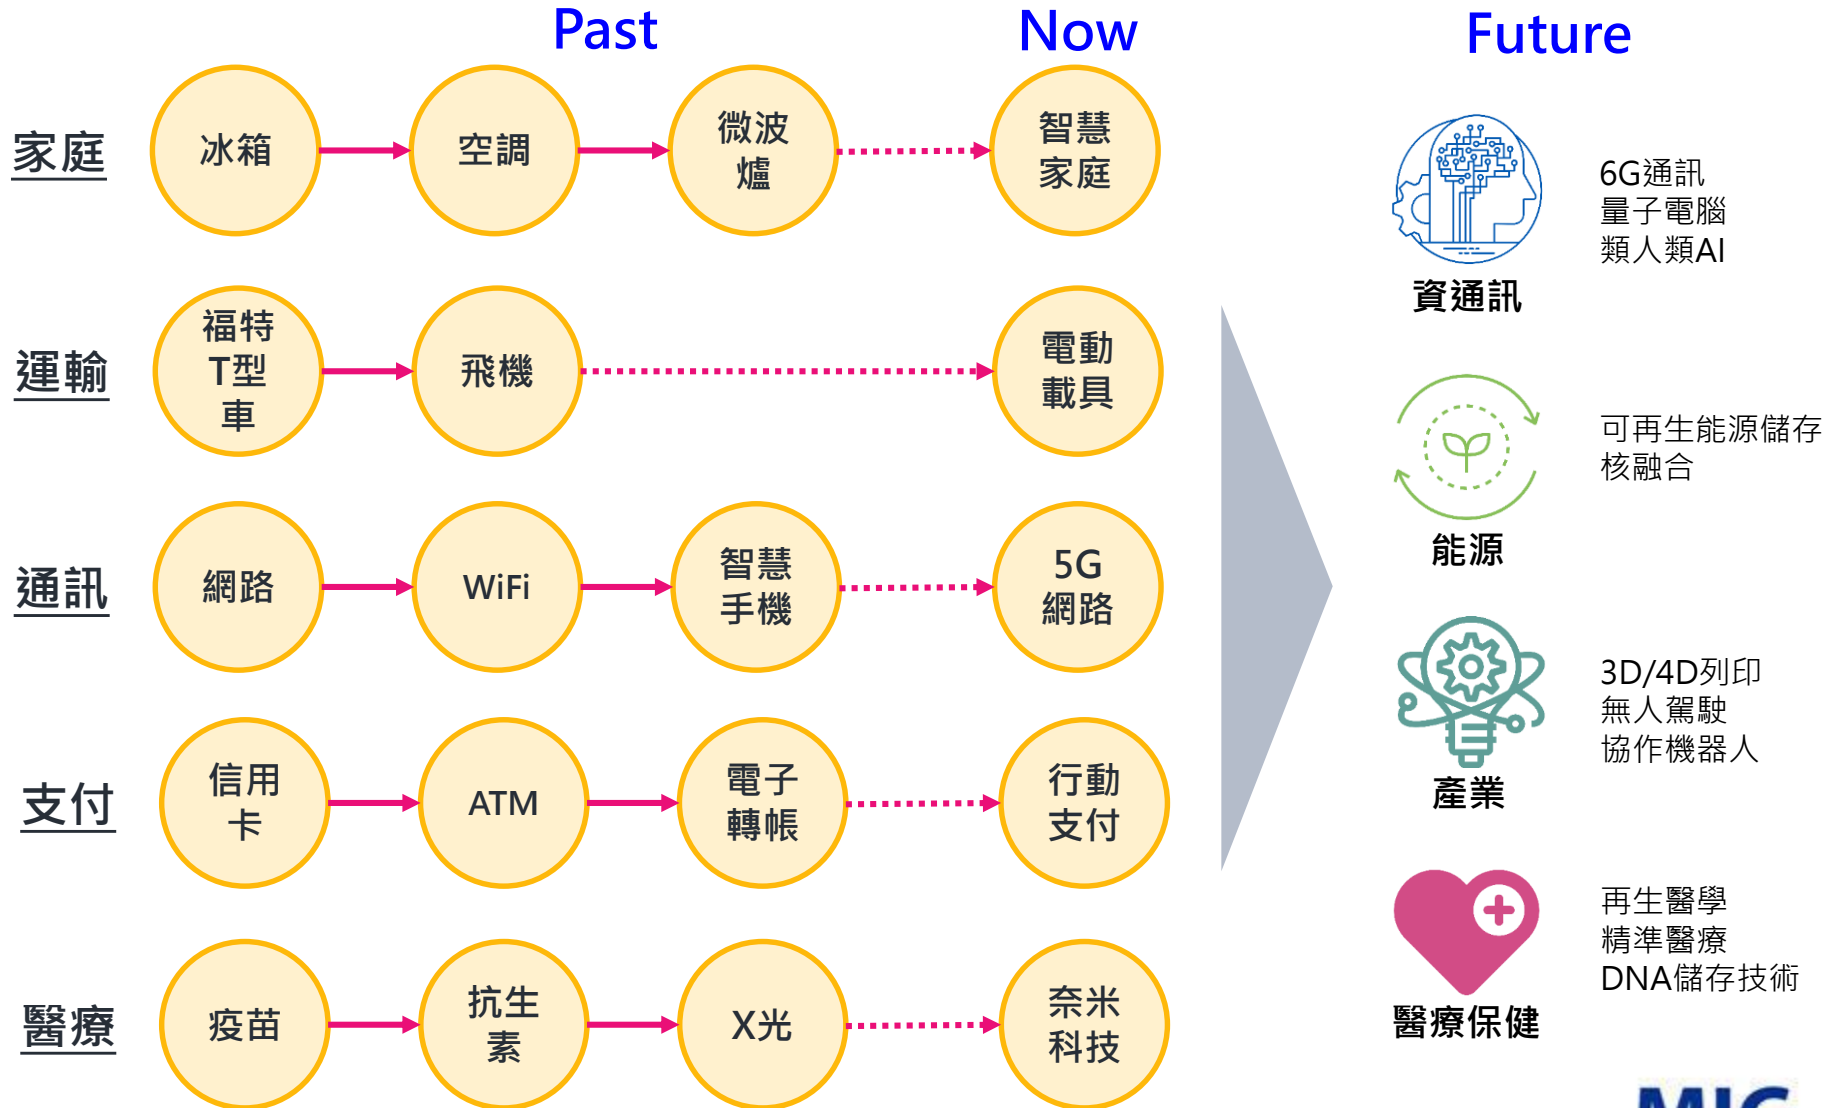 Past
Now
Future
家庭
冰箱
空調
微波
爐
智慧
家庭
運輸
福特
T型
車
飛機
電動
載具
通訊
網路
WiFi
智慧
手機
5G
網路
支付
信用
卡
ATM
電子
轉帳
行動
支付
醫療
疫苗
抗生
素
X光
奈米
科技
6G通訊
量子電腦
類人類AI
資通訊
可再生能源儲存
核融合
能源
3D/4D列印
無人駕駛
協作機器人
產業
再生醫學
精準醫療
DNA儲存技術
醫療保健
MIC